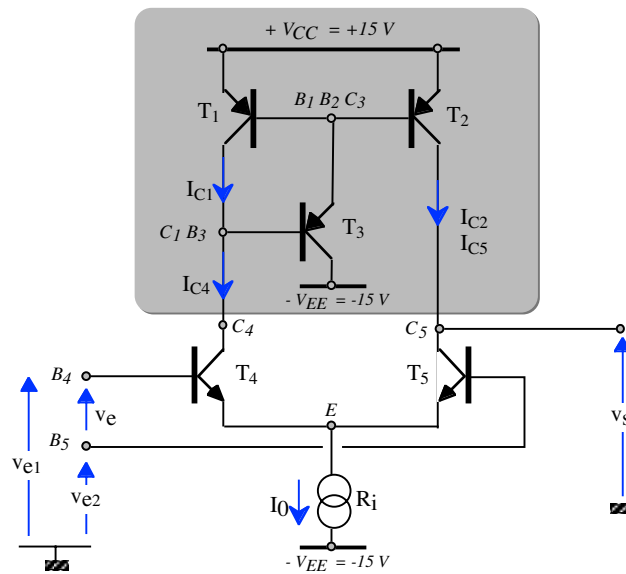 + VCC = +15 V
T1
B1 B2 C3
T2
IC1
T3
IC2
C1 B3
IC5
IC4
- VEE = -15 V
C4
C5
B4
T4
T5
ve
vs
B5
E
ve1
ve2
I0
Ri
- VEE = -15 V